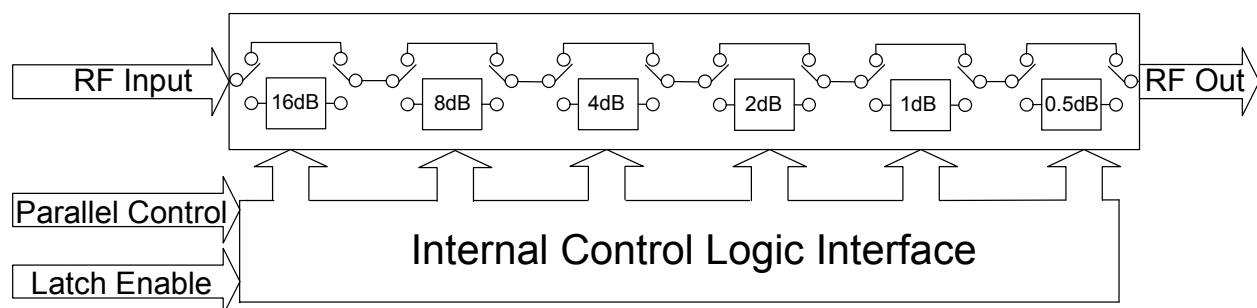 RF Input
16dB
8dB
4dB
2dB
1dB
0.5dB
RF Out
Parallel Control
Internal Control Logic Interface
Latch Enable